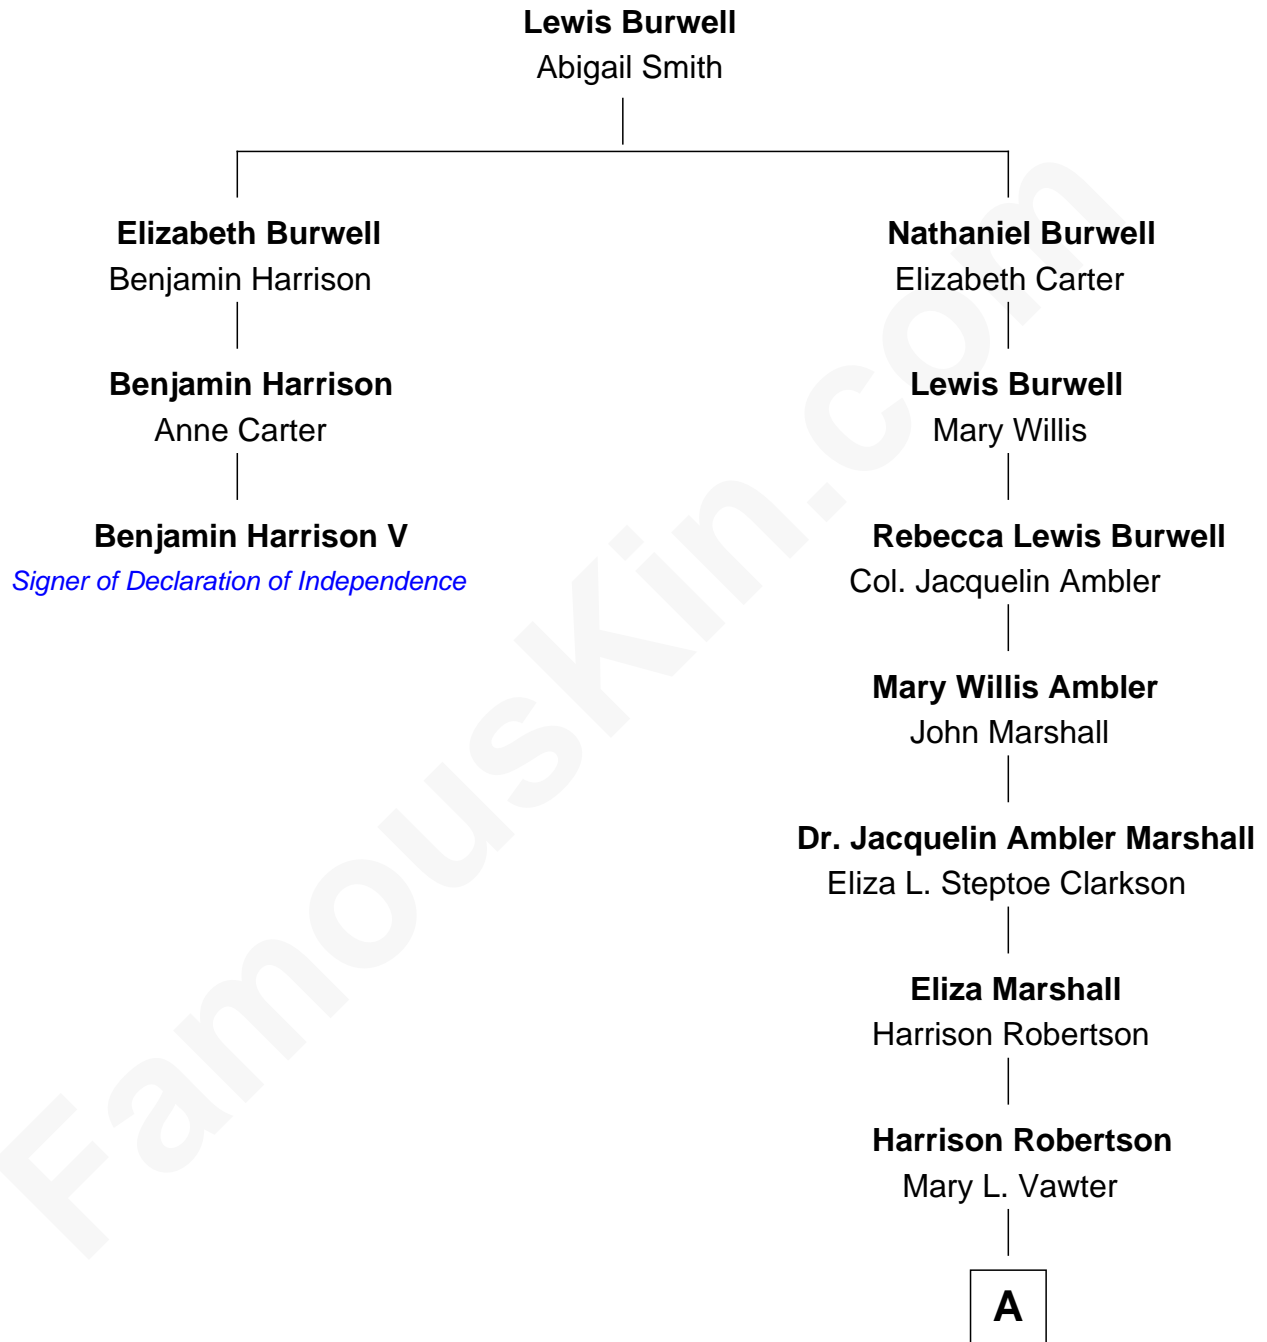 Lewis Burwell
Abigail Smith
Elizabeth Burwell
Benjamin Harrison
Nathaniel Burwell
Elizabeth Carter
Benjamin Harrison
Anne Carter
Lewis Burwell
Mary Willis
Benjamin Harrison V
Signer of Declaration of Independence
Rebecca Lewis Burwell
Col. Jacquelin Ambler
Mary Willis Ambler
John Marshall
Dr. Jacquelin Ambler Marshall
Eliza L. Steptoe Clarkson
Eliza Marshall
Harrison Robertson
Harrison Robertson
Mary L. Vawter
A
FamousKin.com